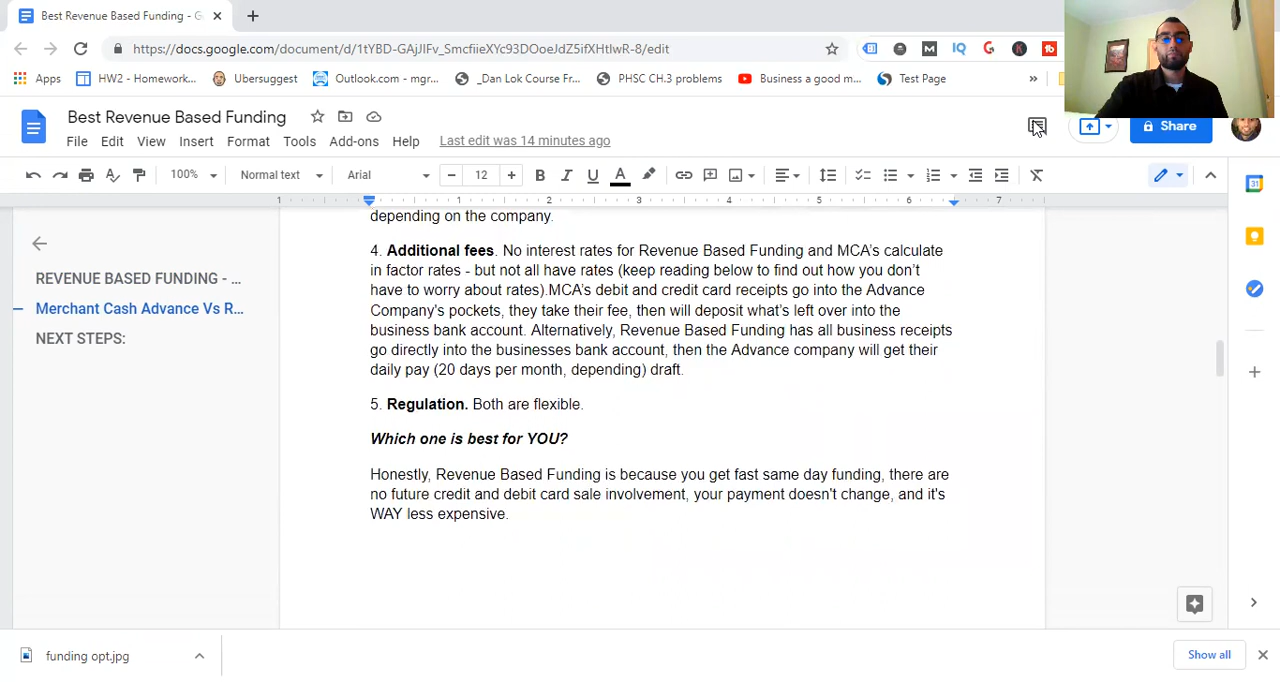 Best Revenue Based Funding - G
https://docs.google.com/document/d/1tYBD-GAjJIFv_SmcfiieXYc93DOoeJdZ5ifXHtlwR-8/edit
Apps HW2 - Homework... Ubersuggest Outlook.com - mgr... _Dan Lok Course Fr... PHSC CH.3 problems Business a good m... Test Page »
Best Revenue Based Funding
Share
File Edit View Insert Format Tools Add-ons Help Last edit was 14 minutes ago
100% Normal text Arial 12 B I U A
1 1 2 3 4 5 6 7
depending on the company.
4. Additional fees. No interest rates for Revenue Based Funding and MCA's calculate
in factor rates - but not all have rates (keep reading below to find out how you don't
have to worry about rates).MCA's debit and credit card receipts go into the Advance
Company's pockets, they take their fee, then will deposit what's left over into the
business bank account. Alternatively, Revenue Based Funding has all business receipts
go directly into the businesses bank account, then the Advance company will get their
daily pay (20 days per month, depending) draft.
5. Regulation. Both are flexible.
Which one is best for YOU?
Honestly, Revenue Based Funding is because you get fast same day funding, there are
no future credit and debit card sale involvement, your payment doesn't change, and it's
WAY less expensive.
REVENUE BASED FUNDING - ...
Merchant Cash Advance Vs R...
NEXT STEPS:
31
funding opt.jpg
Show all